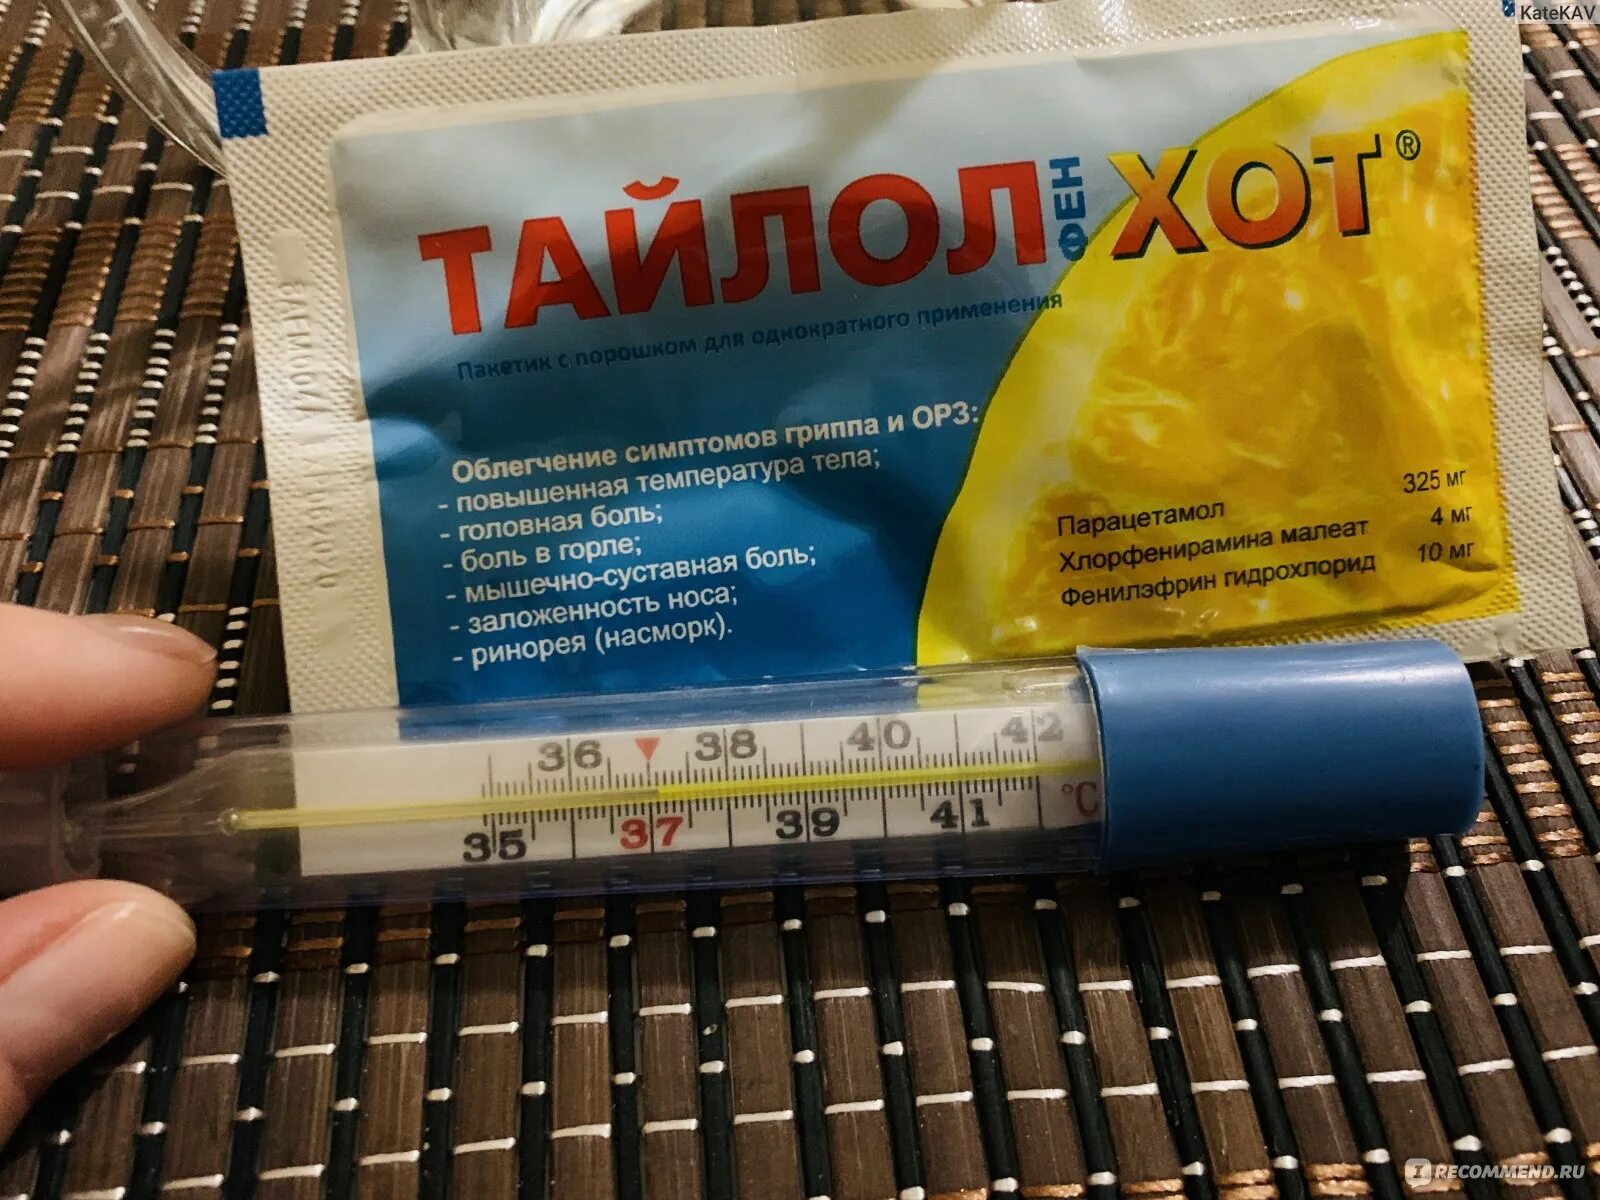 KateKAV
ТАЙЛОЛ ФЕН ХОТ®
Пакетик с порошком для однократного применения
Облегчение симптомов гриппа и ОРЗ:
- повышенная температура тела;
- головная боль;
- боль в горле;
- мышечно-суставная боль;
- заложенность носа;
- ринорея (насморк).
Парацетамол 325 мг
Хлорфенирамина малеат 4 мг
Фенилэфрин гидрохлорид 10 мг
36 38 40 42
35 37 39 41 °C
IRECOMMEND.RU